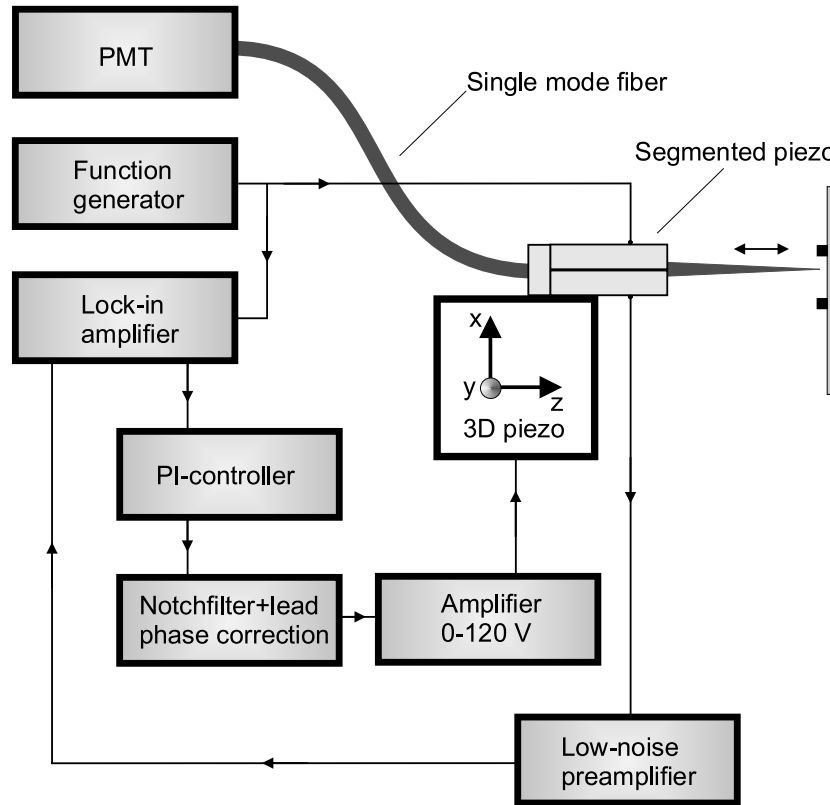 PMT
Single mode fiber
Function
generator
Segmented piezo
Lock-in
amplifier
x
y
z
3D piezo
PI-controller
Notchfilter+lead
phase correction
Amplifier
0-120 V
Low-noise
preamplifier